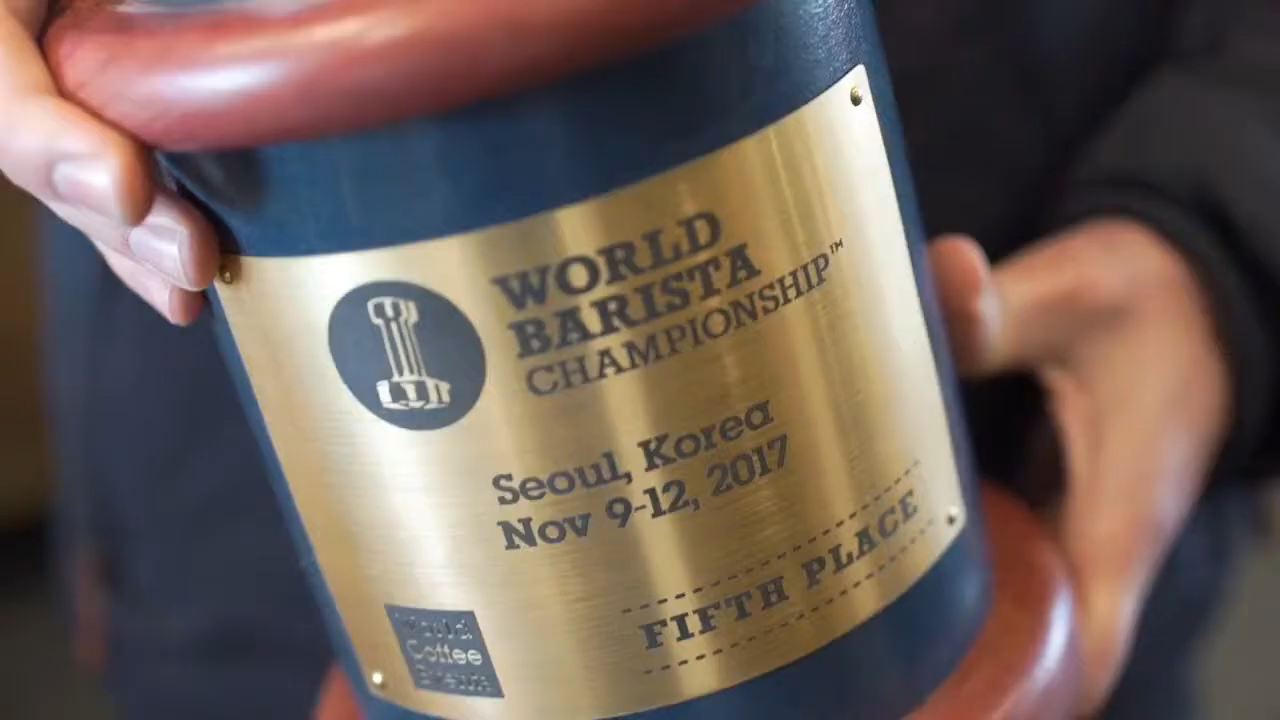 WORLD
BARISTA
CHAMPIONSHIP™
Seoul, Korea
Nov 9-12, 2017
FIFTH PLACE
World
Coffee
Events